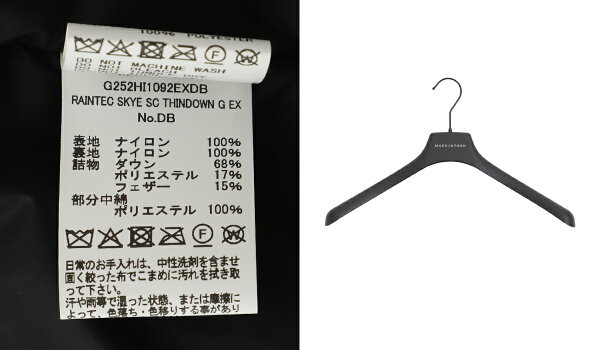 100% POLYESTER
DO NOT MACHINE WASH
DO NOT BLEACH
G252HI1092EXDB
RAINTEC SKYE SC THINDOWN G EX
No.DB
表地 ナイロン 100%
裏地 ナイロン 100%
詰物 ダウン 68%
ポリエステル 17%
フェザー 15%
部分中綿
ポリエステル 100%
日常のお手入れは、中性洗剤を含ませ
固く絞った布でこまめに汚れを拭き取
って下さい。
汗や雨等で湿った状態、または摩擦に
よって、色落ち・色移りする事があり
MACKINTOSH